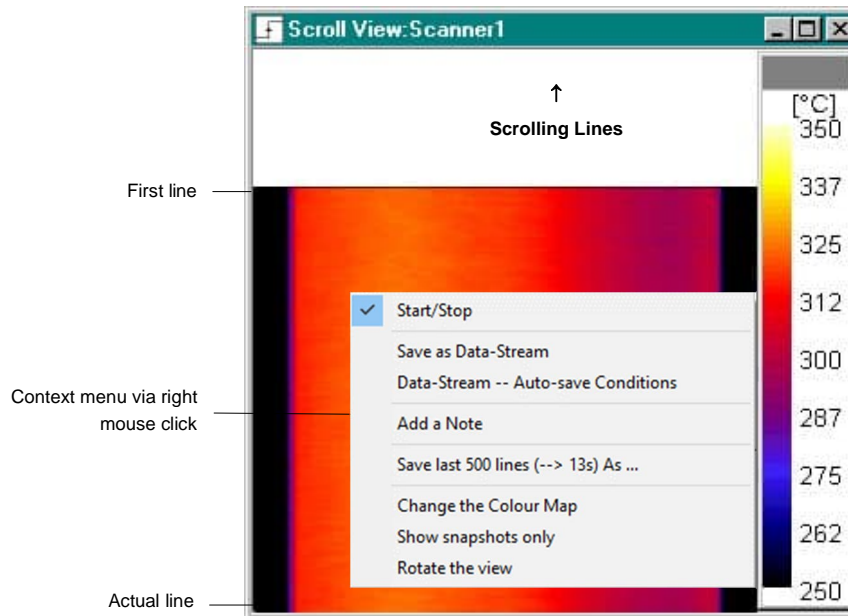 Scroll View:Scanner1
↑
Scrolling Lines
[°C]
350
337
325
312
300
287
275
262
250
First line
Start/Stop
Save as Data-Stream
Data-Stream -- Auto-save Conditions
Add a Note
Save last 500 lines (--> 13s) As ...
Change the Colour Map
Show snapshots only
Rotate the view
Context menu via right
mouse click
Actual line